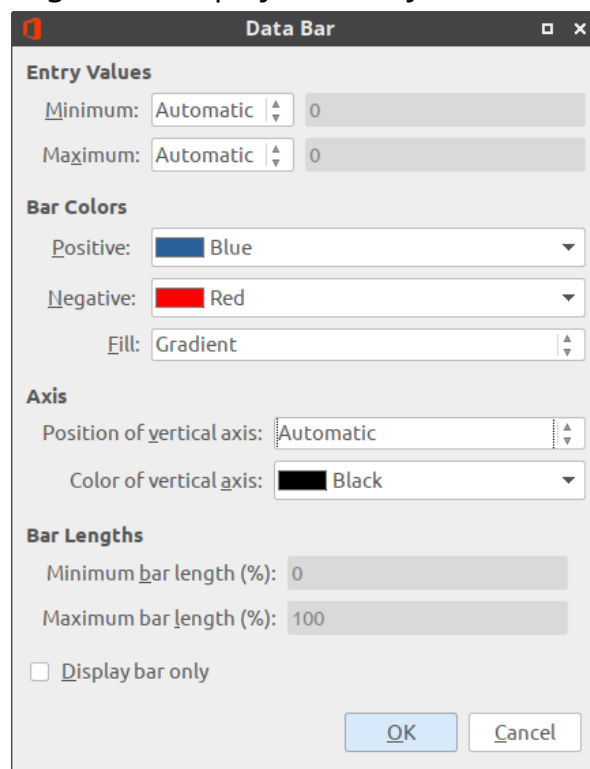 Data Bar
Entry Values
Minimum: Automatic 0
Maximum: Automatic 0
Bar Colors
Positive: Blue
Negative: Red
Fill: Gradient
Axis
Position of vertical axis: Automatic
Color of vertical axis: Black
Bar Lengths
Minimum bar length (%): 0
Maximum bar length (%): 100
Display bar only
OK Cancel